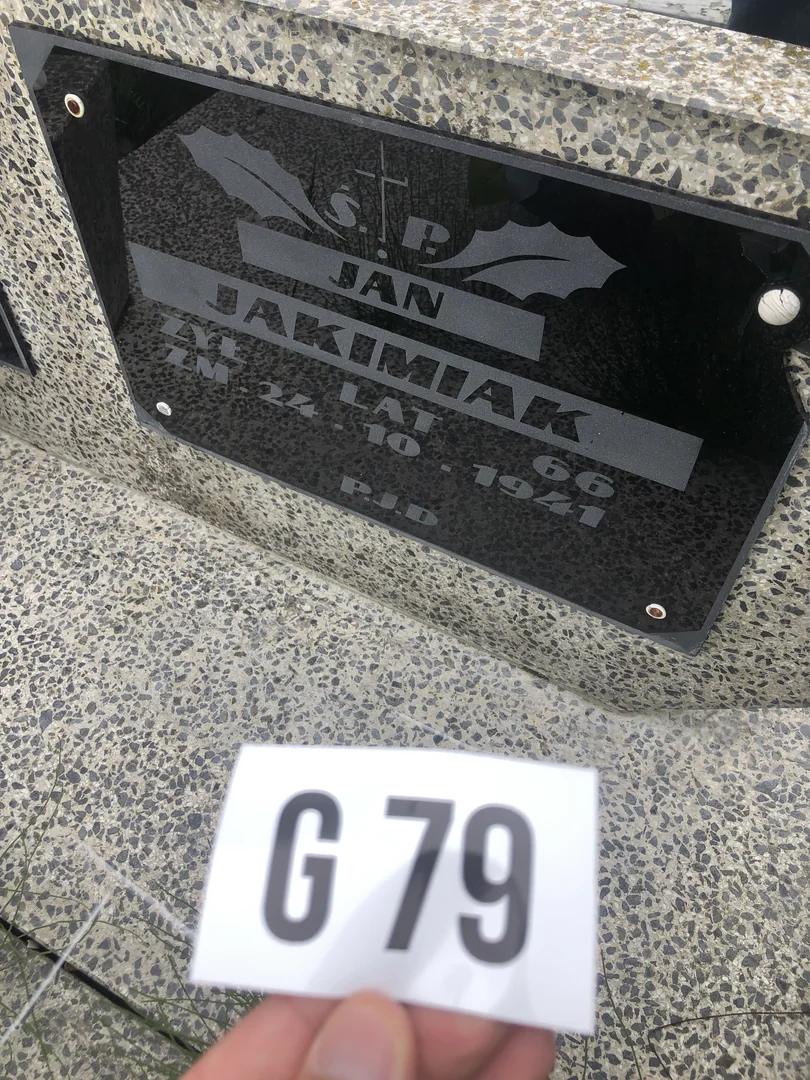 Ś. P.
JAN
JAKIMIAK
ŻYŁ LAT 66
ZM · 24 · 10 · 1941
P.J.D
G 79